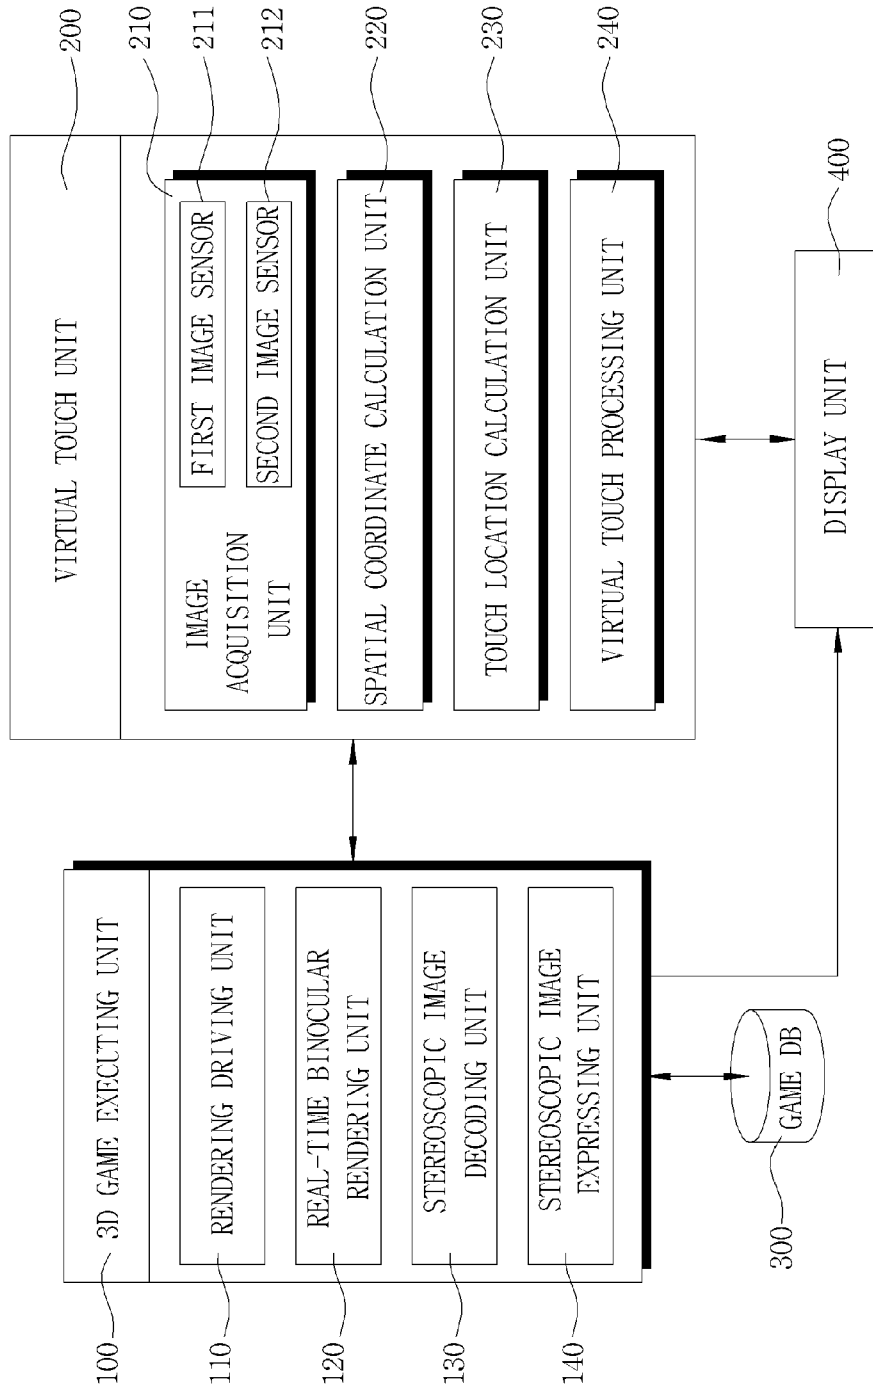 100
3D GAME EXECUTING UNIT
110
RENDERING DRIVING UNIT
120
REAL-TIME BINOCULAR
RENDERING UNIT
130
STEREOSCOPIC IMAGE
DECODING UNIT
140
STEREOSCOPIC IMAGE
EXPRESSING UNIT
300
GAME DB
VIRTUAL TOUCH UNIT
200
IMAGE
ACQUISITION
UNIT
210
FIRST IMAGE SENSOR
211
SECOND IMAGE SENSOR
212
SPATIAL COORDINATE CALCULATION UNIT
220
TOUCH LOCATION CALCULATION UNIT
230
VIRTUAL TOUCH PROCESSING UNIT
240
DISPLAY UNIT
400